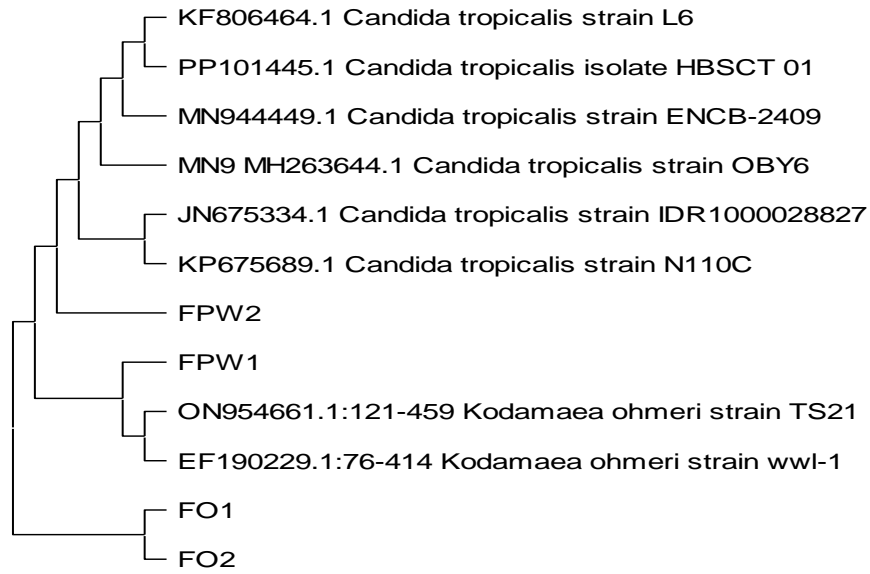 KF806464.1 Candida tropicalis strain L6
PP101445.1 Candida tropicalis isolate HBSCT 01
MN944449.1 Candida tropicalis strain ENCB-2409
MN9 MH263644.1 Candida tropicalis strain OBY6
JN675334.1 Candida tropicalis strain IDR1000028827
KP675689.1 Candida tropicalis strain N110C
FPW2
FPW1
ON954661.1:121-459 Kodamaea ohmeri strain TS21
EF190229.1:76-414 Kodamaea ohmeri strain wwl-1
FO1
FO2